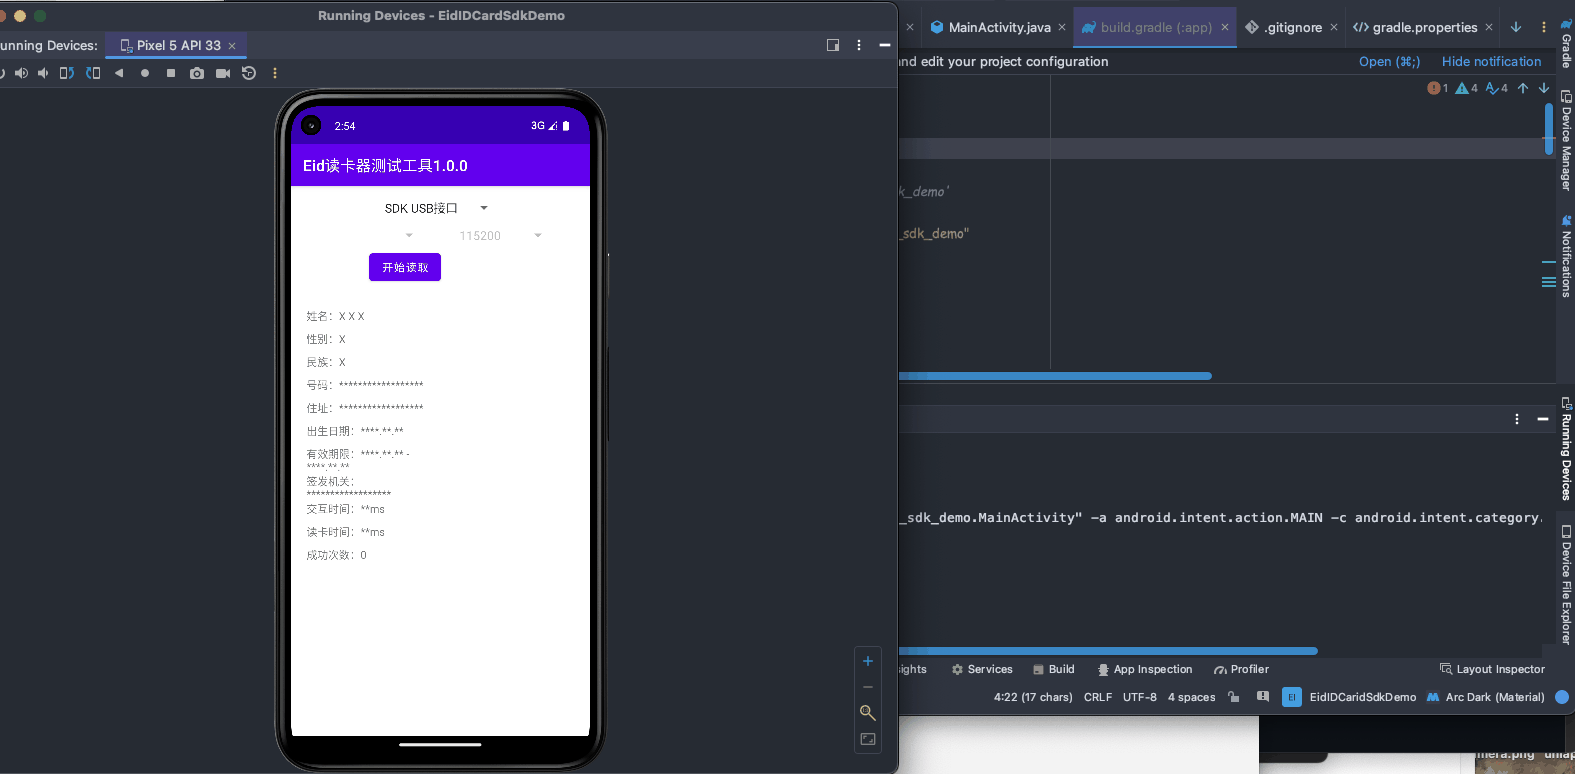 Running Devices - EidIDCardSdkDemo
unning Devices:
Pixel 5 API 33
2:54
3G
Eid读卡器测试工具1.0.0
SDK USB接口
115200
开始读取
姓名：X X X
性别：X
民族：X
号码：******************
住址：******************
出生日期：****.**.**
有效期限：****.**.** -
****.**.**
签发机关：
******************
交互时间：**ms
读卡时间：**ms
成功次数：0
MainActivity.java
build.gradle (:app)
.gitignore
gradle.properties
and edit your project configuration
Open (⌘;)
Hide notification
1
4
4
k_demo'
_sdk_demo"
_sdk_demo.MainActivity" -a android.intent.action.MAIN -c android.intent.category.
sights
Services
Build
App Inspection
Profiler
Layout Inspector
4:22 (17 chars)
CRLF
UTF-8
4 spaces
EI
EidIDCaridSdkDemo
Arc Dark (Material)
Gradle
Device Manager
Notifications
Running Devices
Device File Explorer
mera.png